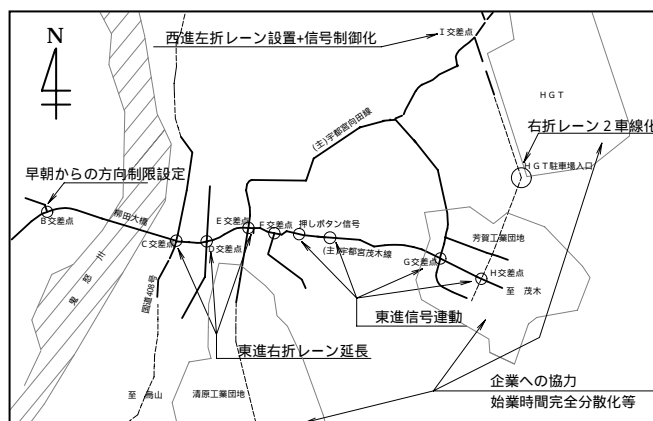 西進左折レーン設置+信号制御化
I交差点
N
HGT
(主)宇都宮向田線
右折レーン2車線化
HGT駐車場入口
早朝からの方向制限設定
B交差点
柳田大橋
C交差点
D交差点
E交差点
F交差点
押しボタン信号
(主)宇都宮茂木線
芳賀工業団地
G交差点
H交差点
至 茂木
鬼怒川
国道408号
東進信号連動
東進右折レーン延長
至 烏山
清原工業団地
企業への協力
始業時間完全分散化等